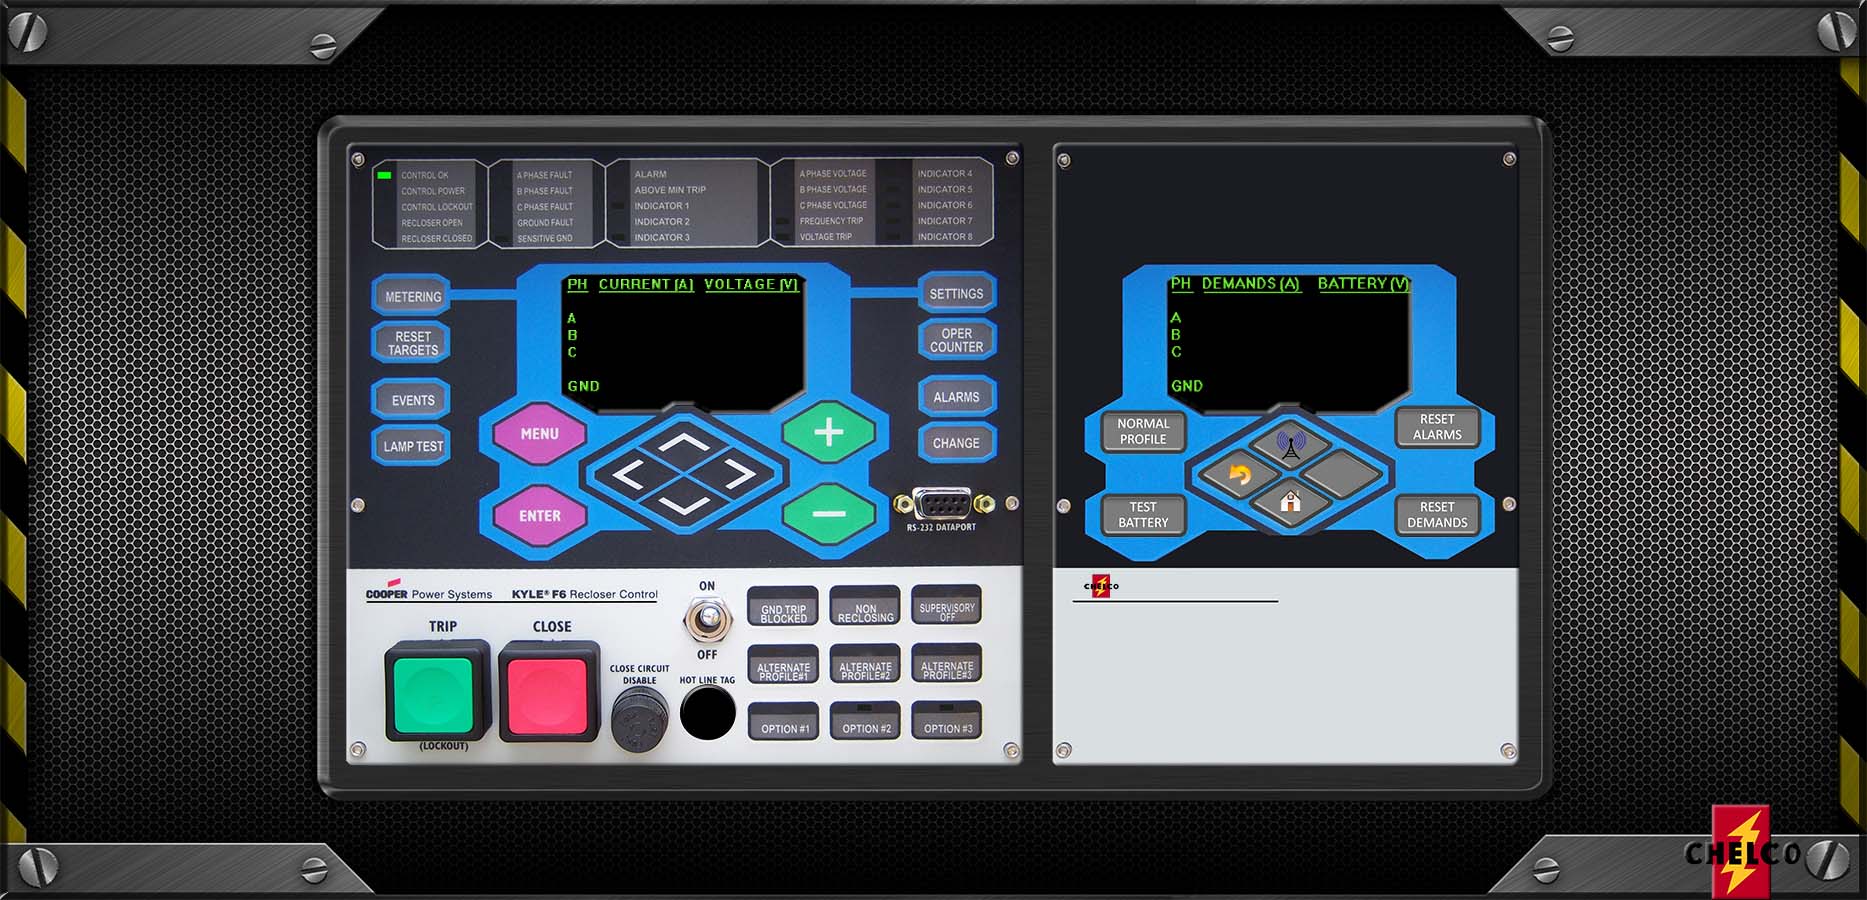 CONTROL OK
CONTROL POWER
CONTROL LOCKOUT
RECLOSER OPEN
RECLOSER CLOSED
A PHASE FAULT
B PHASE FAULT
C PHASE FAULT
GROUND FAULT
SENSITIVE GND
ALARM
ABOVE MIN TRIP
INDICATOR 1
INDICATOR 2
INDICATOR 3
A PHASE VOLTAGE
B PHASE VOLTAGE
C PHASE VOLTAGE
FREQUENCY TRIP
VOLTAGE TRIP
INDICATOR 4
INDICATOR 5
INDICATOR 6
INDICATOR 7
INDICATOR 8
METERING
RESET
TARGETS
EVENTS
LAMP TEST
PH CURRENT (A) VOLTAGE (V)
A
B
C
GND
SETTINGS
OPER
COUNTER
ALARMS
CHANGE
MENU
ENTER
+
−
RS-232 DATAPORT
COOPER Power Systems KYLE® F6 Recloser Control
TRIP
(LOCKOUT)
CLOSE
CLOSE CIRCUIT
DISABLE
ON
OFF
HOT LINE TAG
GND TRIP
BLOCKED
NON
RECLOSING
SUPERVISORY
OFF
ALTERNATE
PROFILE#1
ALTERNATE
PROFILE#2
ALTERNATE
PROFILE#3
OPTION #1
OPTION #2
OPTION #3
PH DEMANDS (A) BATTERY (V)
A
B
C
GND
NORMAL
PROFILE
RESET
ALARMS
TEST
BATTERY
RESET
DEMANDS
CHELCO
CHELCO